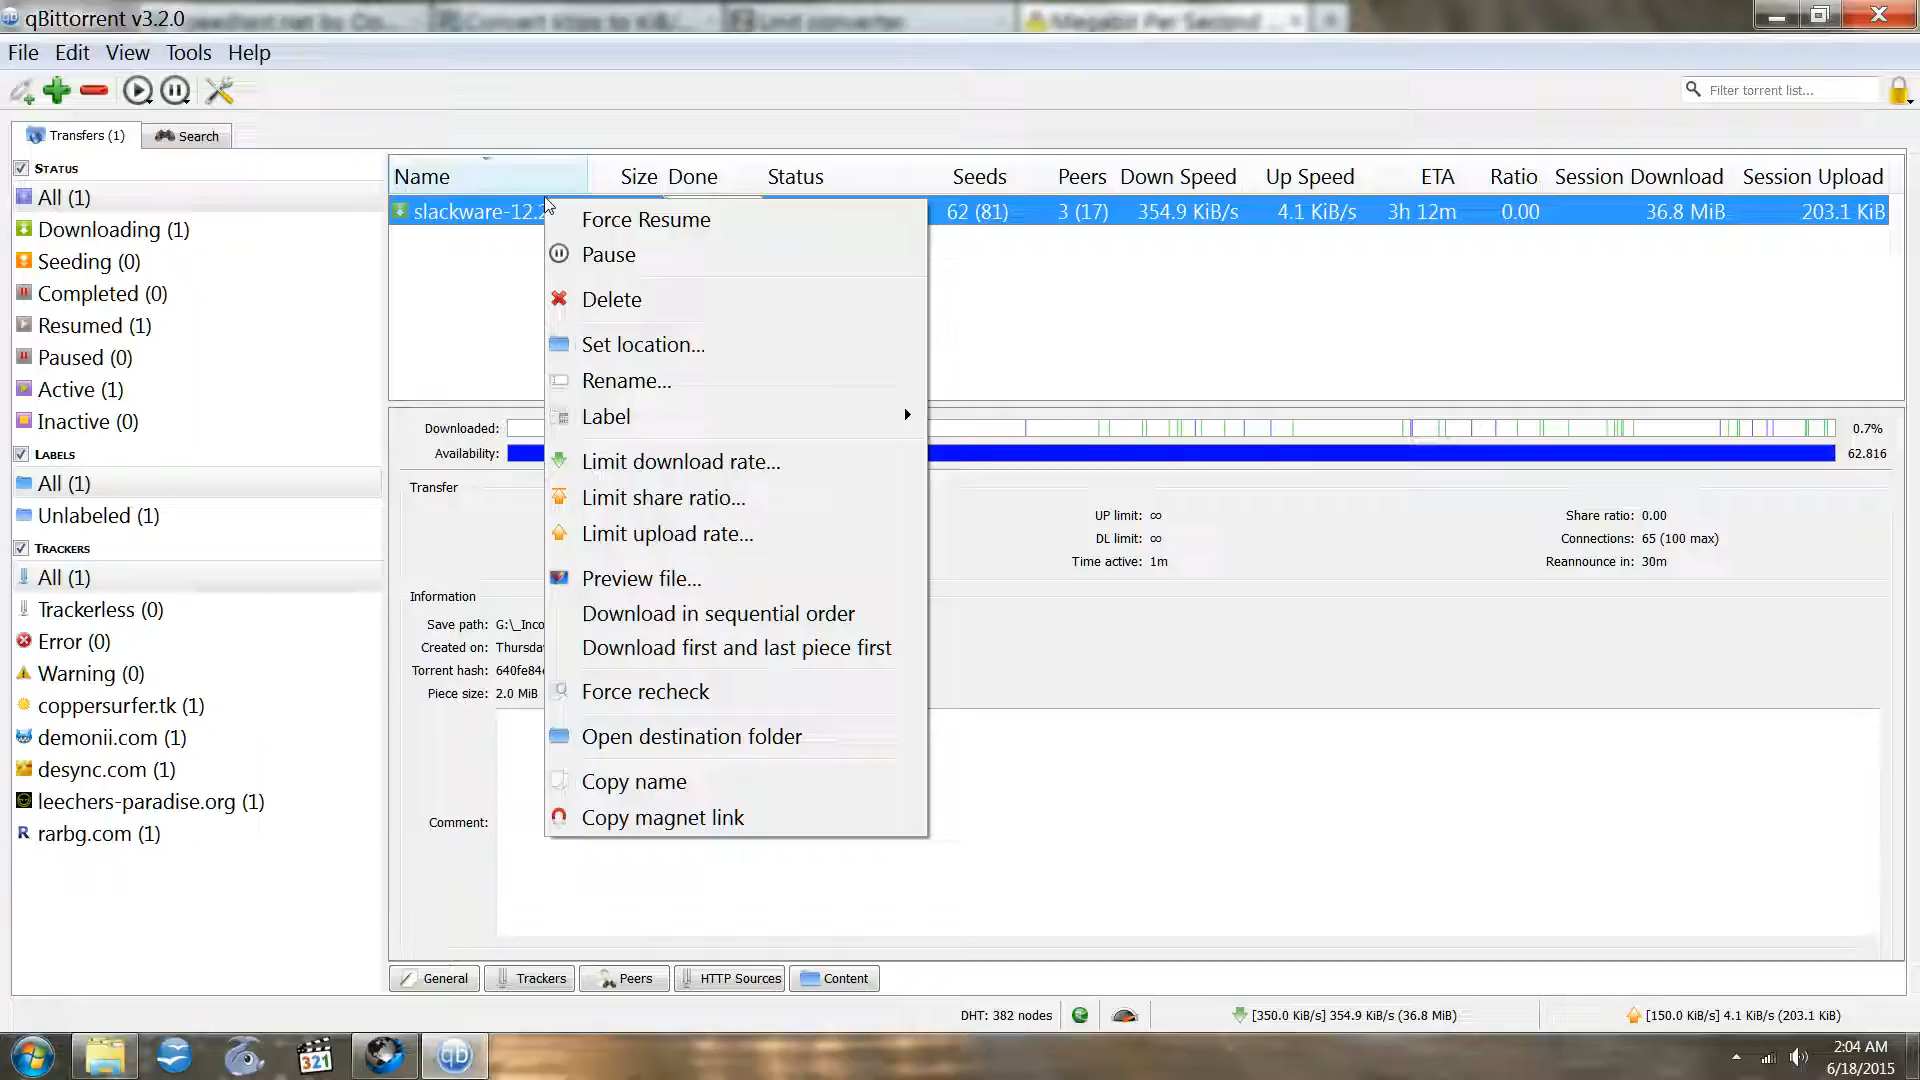 qBittorrent v3.2.0
File Edit View Tools Help
Filter torrent list...
Transfers (1) Search
Status
All (1)
Downloading (1)
Seeding (0)
Completed (0)
Resumed (1)
Paused (0)
Active (1)
Inactive (0)
Labels
All (1)
Unlabeled (1)
Trackers
All (1)
Trackerless (0)
Error (0)
Warning (0)
coppersurfer.tk (1)
demonii.com (1)
desync.com (1)
leechers-paradise.org (1)
rarbg.com (1)
Name Size Done Status Seeds Peers Down Speed Up Speed ETA Ratio Session Download Session Upload
slackware-12.2 62 (81) 3 (17) 354.9 KiB/s 4.1 KiB/s 3h 12m 0.00 36.8 MiB 203.1 KiB
Force Resume
Pause
Delete
Set location...
Rename...
Label
Limit download rate...
Limit share ratio...
Limit upload rate...
Preview file...
Download in sequential order
Download first and last piece first
Force recheck
Open destination folder
Copy name
Copy magnet link
Downloaded: 0.7%
Availability: 62.816
Transfer
UP limit: ∞ Share ratio: 0.00
DL limit: ∞ Connections: 65 (100 max)
Time active: 1m Reannounce in: 30m
Information
Save path: G:\_Inco
Created on: Thursda
Torrent hash: 640fe84
Piece size: 2.0 MiB
Comment:
General Trackers Peers HTTP Sources Content
DHT: 382 nodes [350.0 KiB/s] 354.9 KiB/s (36.8 MiB) [150.0 KiB/s] 4.1 KiB/s (203.1 KiB)
321
qb
2:04 AM
6/18/2015